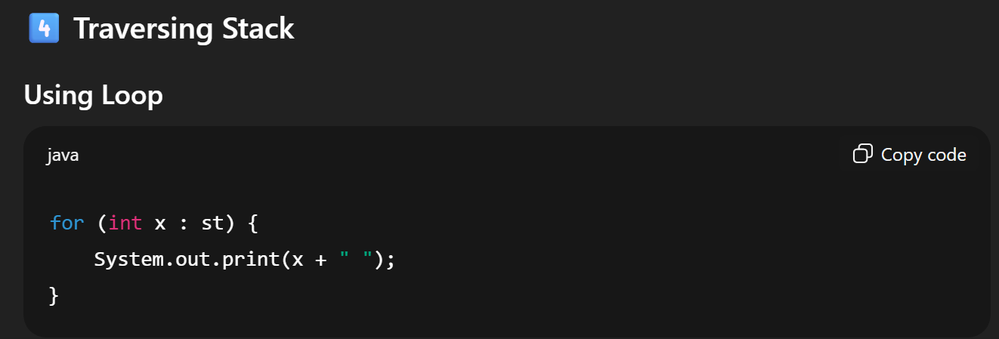 4 Traversing Stack
Using Loop
java
Copy code
for (int x : st) {
    System.out.print(x + " ");
}